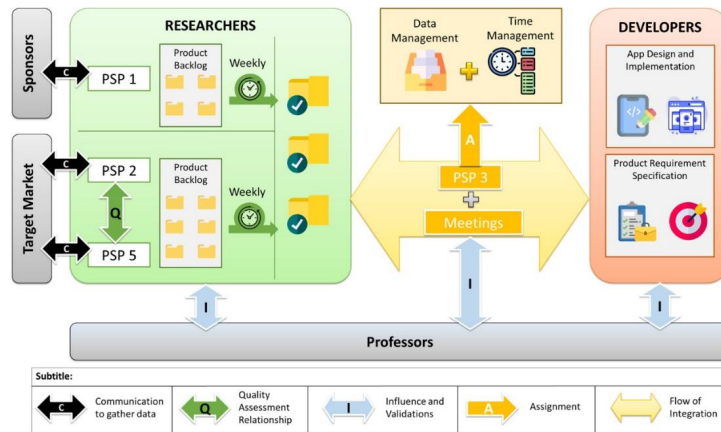 RESEARCHERS
Sponsors
C
PSP 1
Product
Backlog
Weekly
Target Market
C
PSP 2
Q
C
PSP 5
Product
Backlog
Weekly
Data
Management
Time
Management
A
PSP 3
Meetings
DEVELOPERS
App Design and
Implementation
Product Requirement
Specification
I
I
I
Professors
Subtitle:
C
Communication
to gather data
Q
Quality
Assessment
Relationship
I
Influence and
Validations
A
Assignment
Flow of
Integration